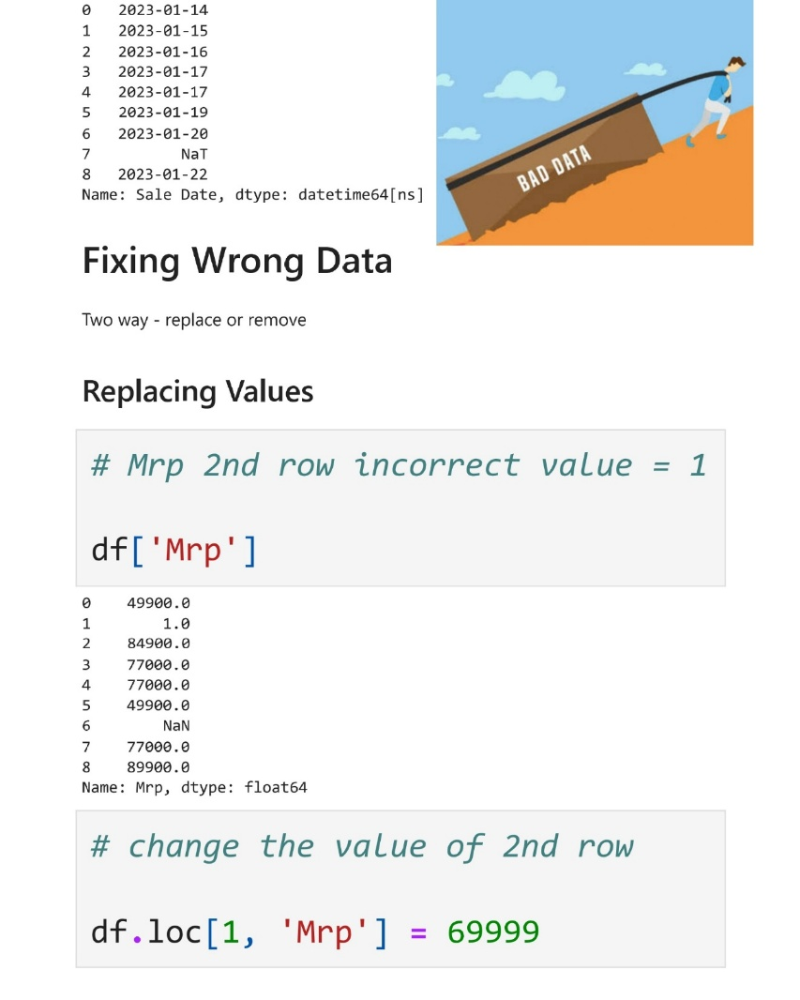 0   2023-01-14
1   2023-01-15
2   2023-01-16
3   2023-01-17
4   2023-01-17
5   2023-01-19
6   2023-01-20
7          NaT
8   2023-01-22
Name: Sale Date, dtype: datetime64[ns]
BAD DATA
Fixing Wrong Data
Two way - replace or remove
Replacing Values
# Mrp 2nd row incorrect value = 1
df['Mrp']
0    49900.0
1        1.0
2    84900.0
3    77000.0
4    77000.0
5    49900.0
6        NaN
7    77000.0
8    89900.0
Name: Mrp, dtype: float64
# change the value of 2nd row
df.loc[1, 'Mrp'] = 69999